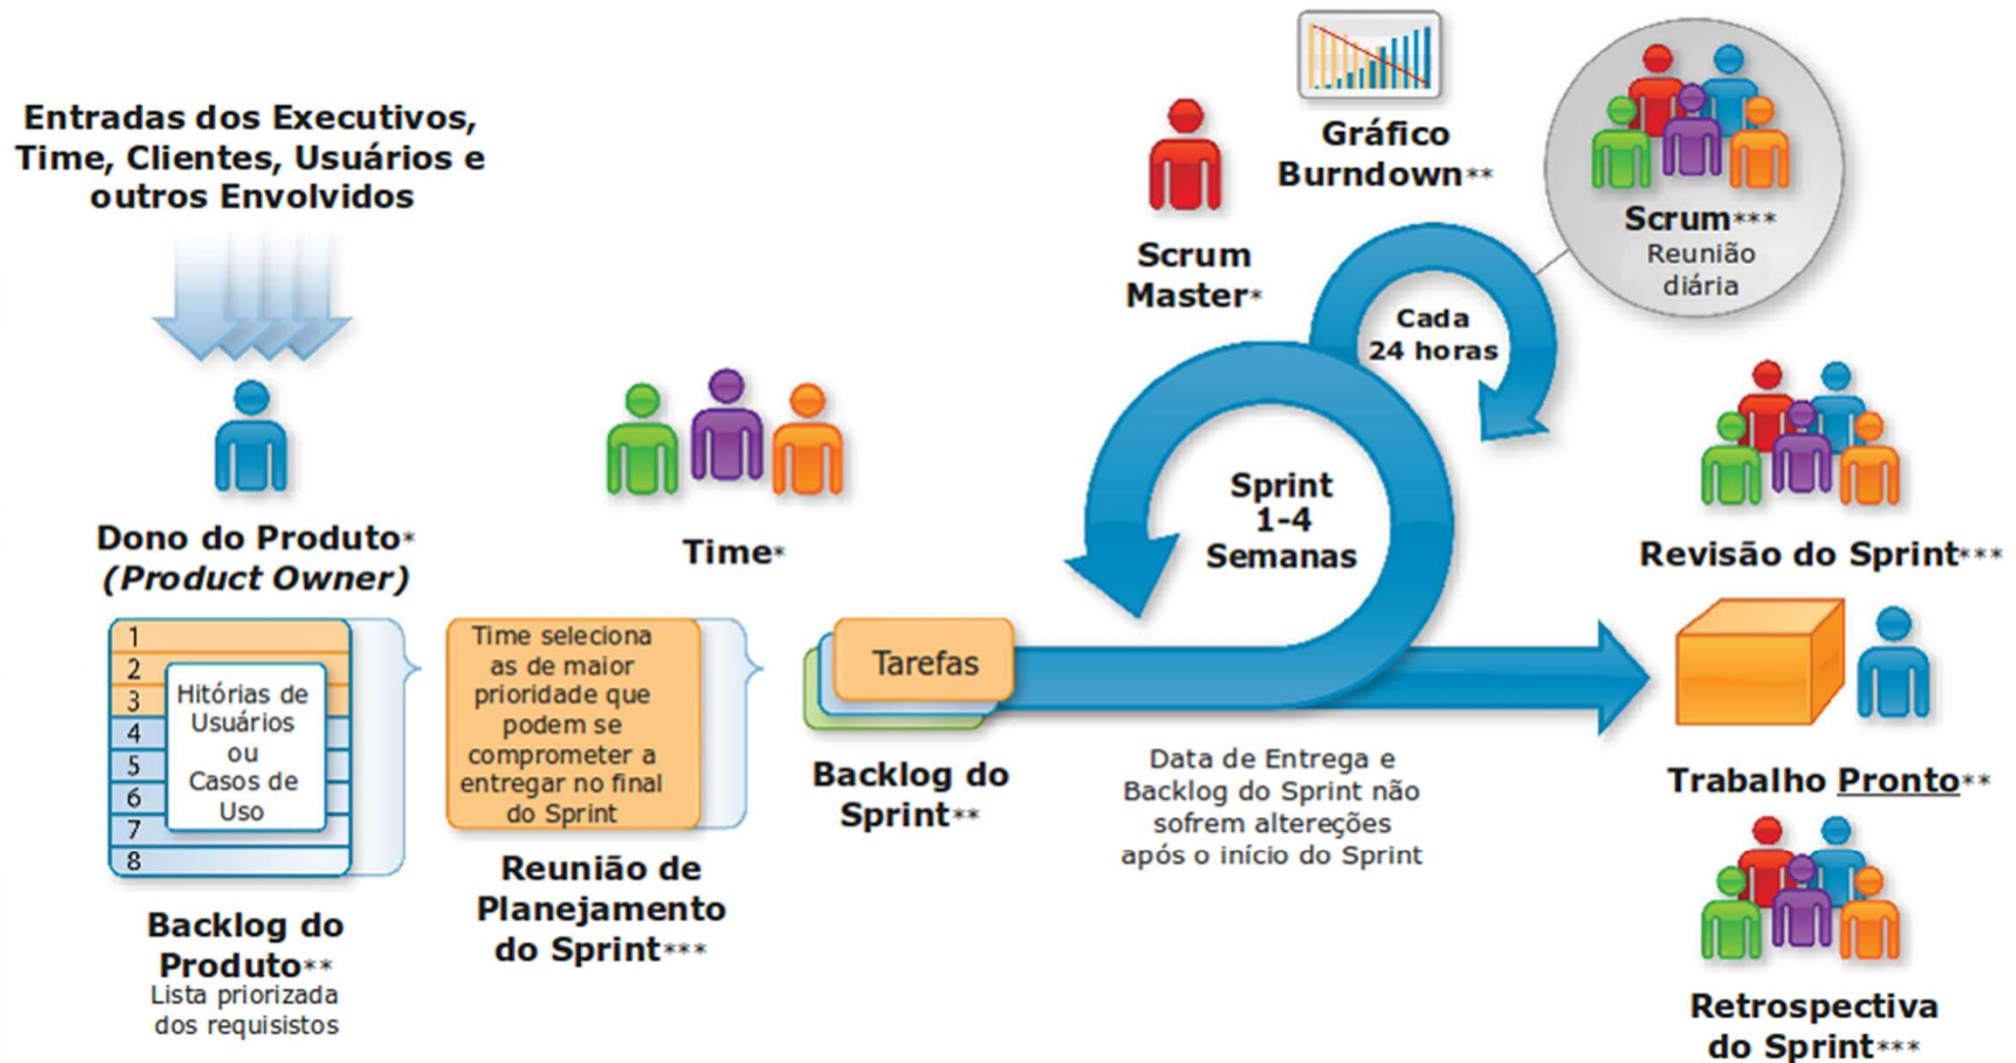 Entradas dos Executivos,
Time, Clientes, Usuários e
outros Envolvidos
Dono do Produto*
(Product Owner)
1
2
3
4
5
6
7
8
Hitórias de
Usuários
ou
Casos de
Uso
Backlog do
Produto**
Lista priorizada
dos requisistos
Time*
Time seleciona
as de maior
prioridade que
podem se
comprometer a
entregar no final
do Sprint
Reunião de
Planejamento
do Sprint***
Tarefas
Backlog do
Sprint**
Scrum
Master*
Gráfico
Burndown**
Cada
24 horas
Scrum***
Reunião
diária
Sprint
1-4
Semanas
Data de Entrega e
Backlog do Sprint não
sofrem altereções
após o início do Sprint
Revisão do Sprint***
Trabalho Pronto**
Retrospectiva
do Sprint***